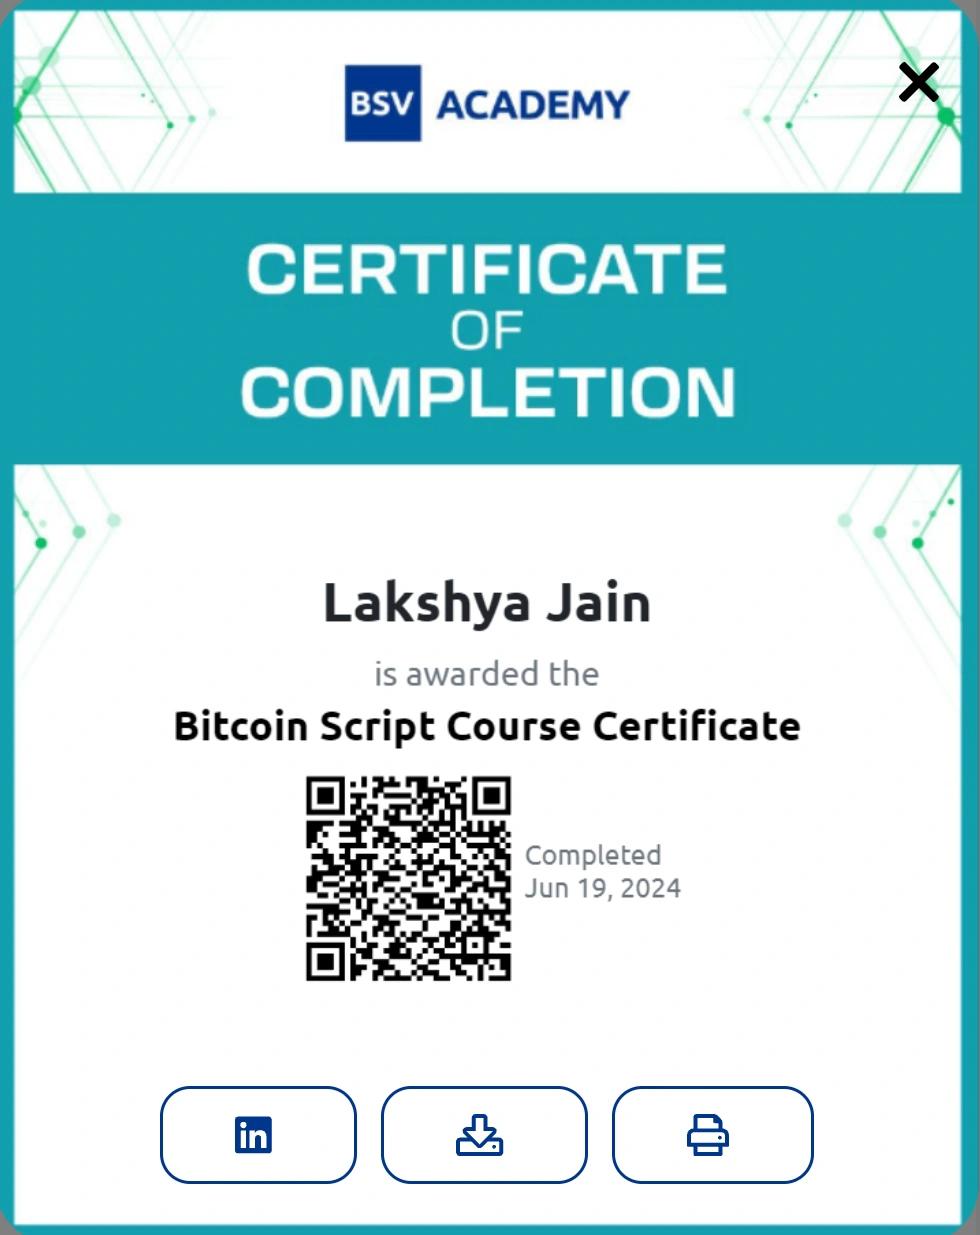 BSV ACADEMY
CERTIFICATE
OF
COMPLETION
Lakshya Jain
is awarded the
Bitcoin Script Course Certificate
Completed
Jun 19, 2024
in